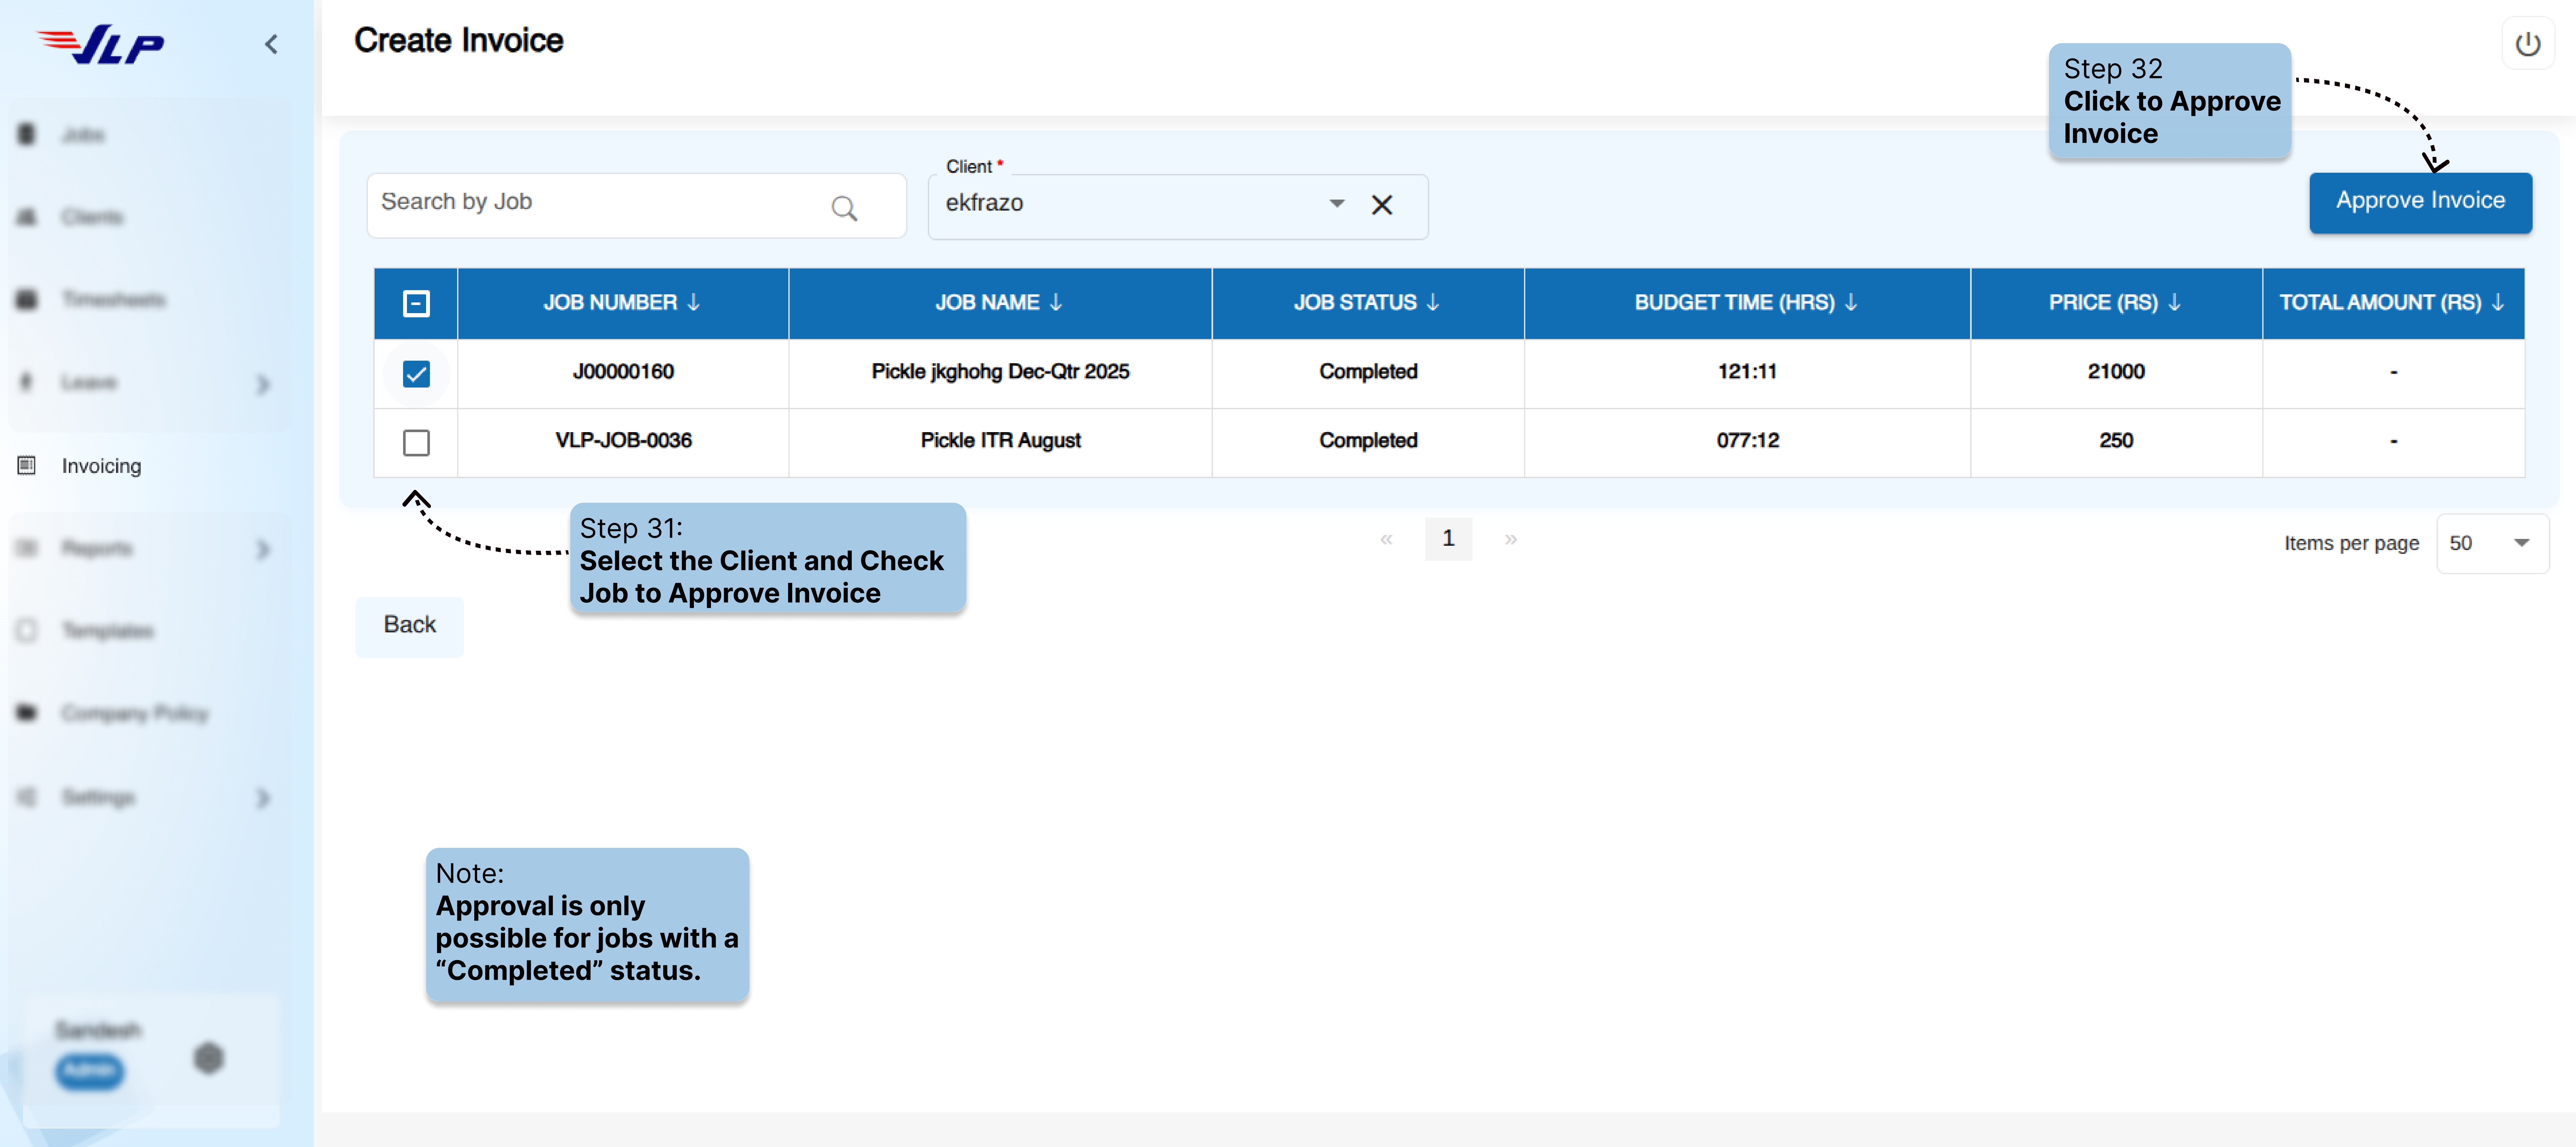 VLP
Create Invoice
Step 32
Click to Approve
Invoice
Jobs
Clients
Timesheets
Leave
Invoicing
Reports
Templates
Company Policy
Settings
Sandesh
Admin
Client *
Search by Job
ekfrazo
Approve Invoice
JOB NUMBER ↓ JOB NAME ↓ JOB STATUS ↓ BUDGET TIME (HRS) ↓ PRICE (RS) ↓ TOTAL AMOUNT (RS) ↓
J00000160 Pickle jkghohg Dec-Qtr 2025 Completed 121:11 21000 -
VLP-JOB-0036 Pickle ITR August Completed 077:12 250 -
Step 31:
Select the Client and Check
Job to Approve Invoice
« 1 »
Items per page 50
Back
Note:
Approval is only
possible for jobs with a
“Completed” status.